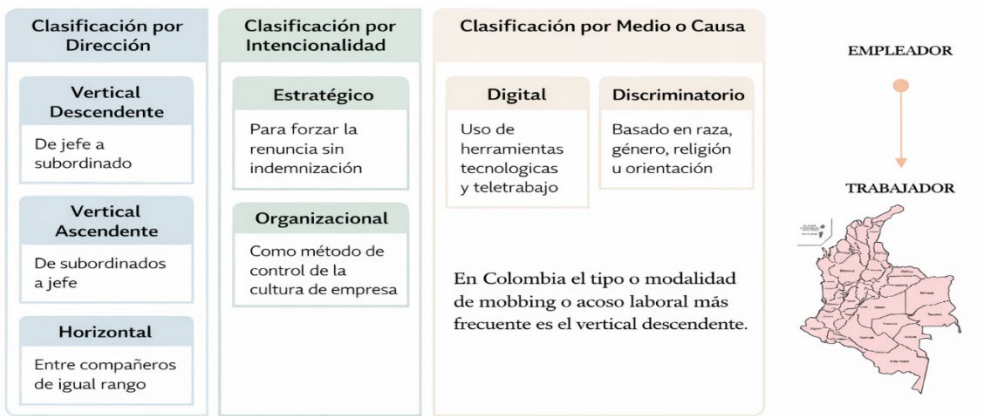 Clasificación por
Dirección
Vertical
Descendente
De jefe a
subordinado
Vertical
Ascendente
De subordinados
a jefe
Horizontal
Entre compañeros
de igual rango
Clasificación por
Intencionalidad
Estratégico
Para forzar la
renuncia sin
indemnización
Organizacional
Como método de
control de la
cultura de empresa
Clasificación por Medio o Causa
Digital
Uso de
herramientas
tecnologicas
y teletrabajo
Discriminatorio
Basado en raza,
género, religión
u orientación
En Colombia el tipo o modalidad
de mobbing o acoso laboral más
frecuente es el vertical descendente.
EMPLEADOR
TRABAJADOR